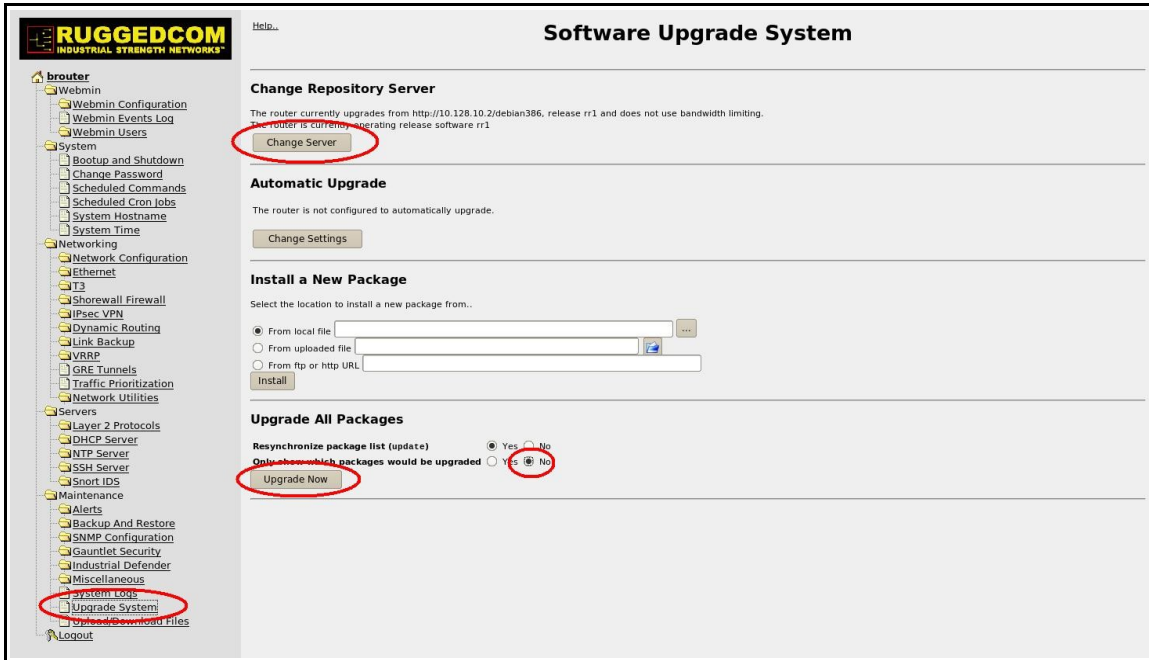 RUGGEDCOM
INDUSTRIAL STRENGTH NETWORKS™
brouter
Webmin
Webmin Configuration
Webmin Events Log
Webmin Users
System
Bootup and Shutdown
Change Password
Scheduled Commands
Scheduled Cron Jobs
System Hostname
System Time
Networking
Network Configuration
Ethernet
T3
Shorewall Firewall
IPsec VPN
Dynamic Routing
Link Backup
VRRP
GRE Tunnels
Traffic Prioritization
Network Utilities
Servers
Layer 2 Protocols
DHCP Server
NTP Server
SSH Server
Snort IDS
Maintenance
Alerts
Backup And Restore
SNMP Configuration
Gauntlet Security
Industrial Defender
Miscellaneous
System Logs
Upgrade System
Upload/Download Files
Logout
Help..
Software Upgrade System
Change Repository Server
The router currently upgrades from http://10.128.10.2/debian386, release rr1 and does not use bandwidth limiting.
The router is currently operating release software rr1
Change Server
Automatic Upgrade
The router is not configured to automatically upgrade.
Change Settings
Install a New Package
Select the location to install a new package from..
From local file ...
From uploaded file
From ftp or http URL
Install
Upgrade All Packages
Resynchronize package list (update) Yes No
Only show which packages would be upgraded Yes No
Upgrade Now